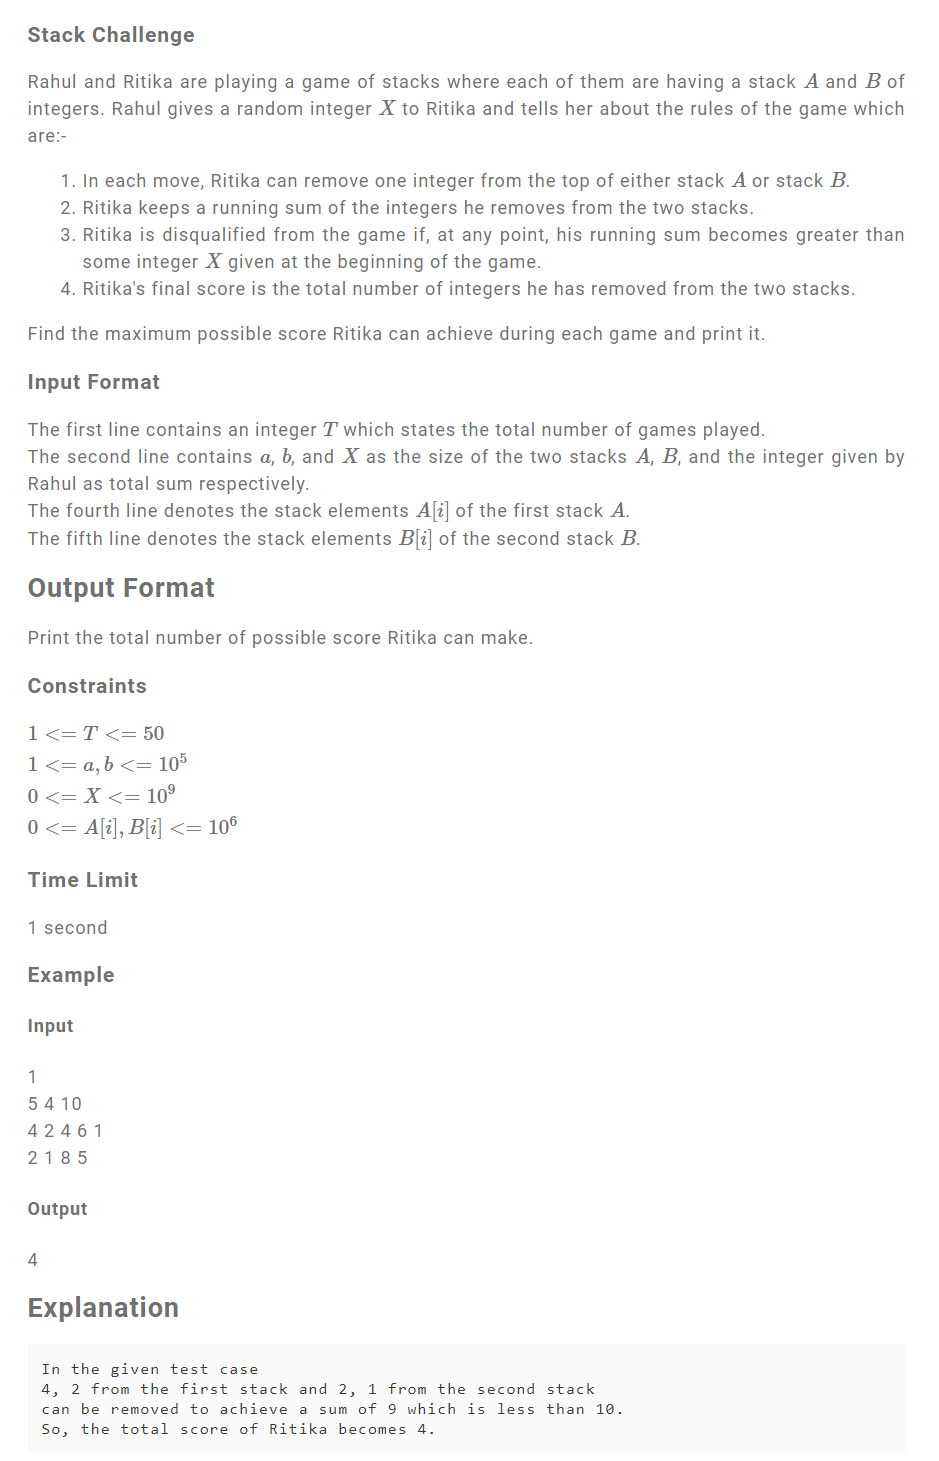 Stack Challenge
Rahul and Ritika are playing a game of stacks where each of them are having a stack A and B of
integers. Rahul gives a random integer X to Ritika and tells her about the rules of the game which
are:-
1. In each move, Ritika can remove one integer from the top of either stack A or stack B.
2. Ritika keeps a running sum of the integers he removes from the two stacks.
3. Ritika is disqualified from the game if, at any point, his running sum becomes greater than
some integer X given at the beginning of the game.
4. Ritika's final score is the total number of integers he has removed from the two stacks.
Find the maximum possible score Ritika can achieve during each game and print it.
Input Format
The first line contains an integer T which states the total number of games played.
The second line contains a, b, and X as the size of the two stacks A, B, and the integer given by
Rahul as total sum respectively.
The fourth line denotes the stack elements A[i] of the first stack A.
The fifth line denotes the stack elements B[i] of the second stack B.
Output Format
Print the total number of possible score Ritika can make.
Constraints
1 <= T <= 50
1 <= a, b <= 10⁵
0 <= X <= 10⁹
0 <= A[i], B[i] <= 10⁶
Time Limit
1 second
Example
Input
1
5 4 10
4 2 4 6 1
2 1 8 5
Output
4
Explanation
In the given test case
4, 2 from the first stack and 2, 1 from the second stack
can be removed to achieve a sum of 9 which is less than 10.
So, the total score of Ritika becomes 4.